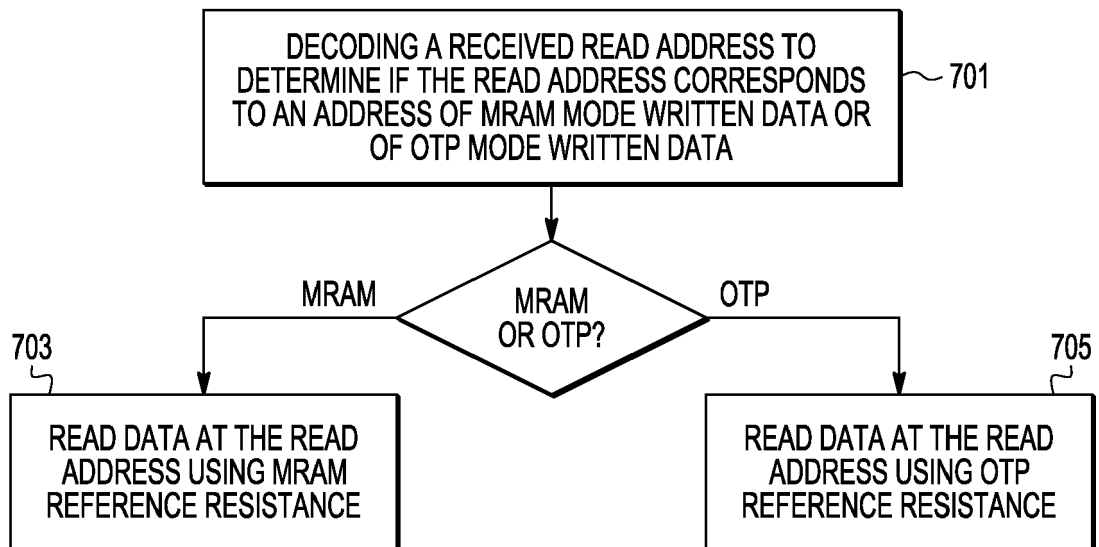 DECODING A RECEIVED READ ADDRESS TO
DETERMINE IF THE READ ADDRESS CORRESPONDS
TO AN ADDRESS OF MRAM MODE WRITTEN DATA OR
OF OTP MODE WRITTEN DATA
701
MRAM
MRAM
OR OTP?
OTP
703
READ DATA AT THE READ
ADDRESS USING MRAM
REFERENCE RESISTANCE
705
READ DATA AT THE READ
ADDRESS USING OTP
REFERENCE RESISTANCE